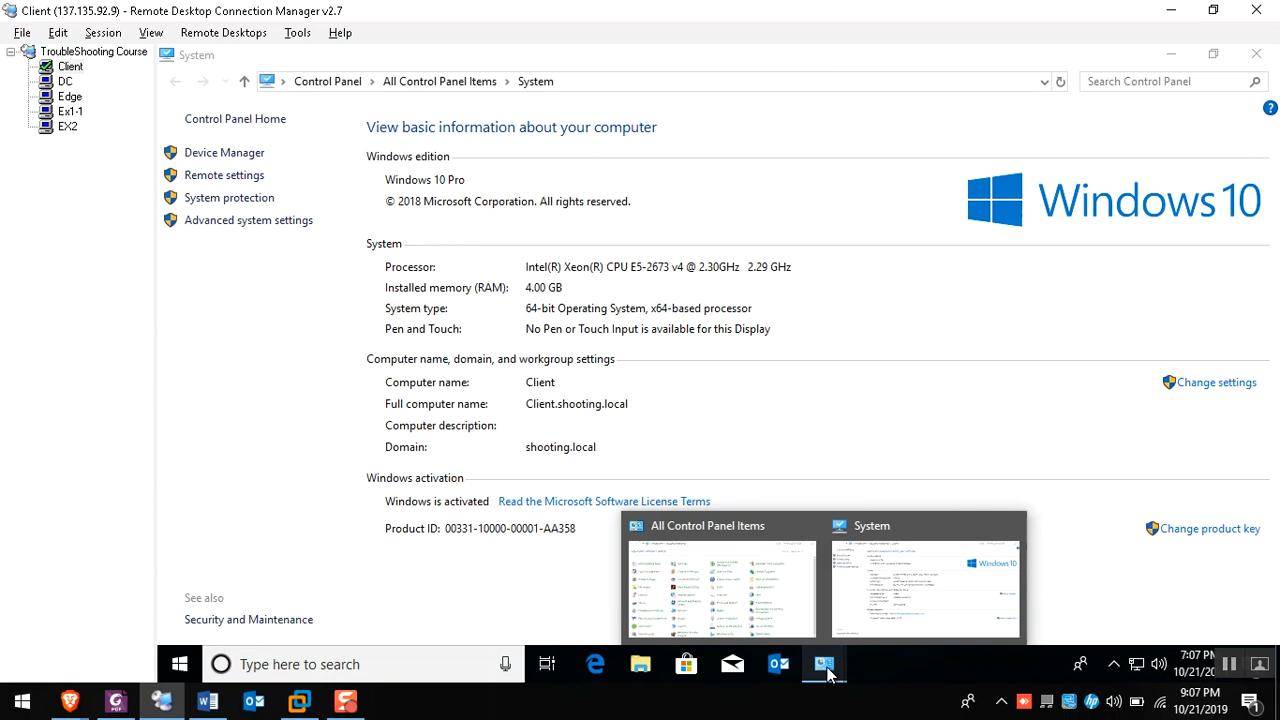 Client (137.135.92.9) - Remote Desktop Connection Manager v2.7
File Edit Session View Remote Desktops Tools Help
TroubleShooting Course
Client
DC
Edge
Ex1-1
EX2
System
Control Panel > All Control Panel Items > System
Search Control Panel
Control Panel Home
Device Manager
Remote settings
System protection
Advanced system settings
See also
Security and Maintenance
View basic information about your computer
Windows edition
Windows 10 Pro
© 2018 Microsoft Corporation. All rights reserved.
Windows 10
System
Processor: Intel(R) Xeon(R) CPU E5-2673 v4 @ 2.30GHz 2.29 GHz
Installed memory (RAM): 4.00 GB
System type: 64-bit Operating System, x64-based processor
Pen and Touch: No Pen or Touch Input is available for this Display
Computer name, domain, and workgroup settings
Computer name: Client
Change settings
Full computer name: Client.shooting.local
Computer description:
Domain: shooting.local
Windows activation
Windows is activated Read the Microsoft Software License Terms
Product ID: 00331-10000-00001-AA358
Change product key
All Control Panel Items
System
Windows 10
Type here to search
7:07 PM
10/21/20
9:07 PM
10/21/2019